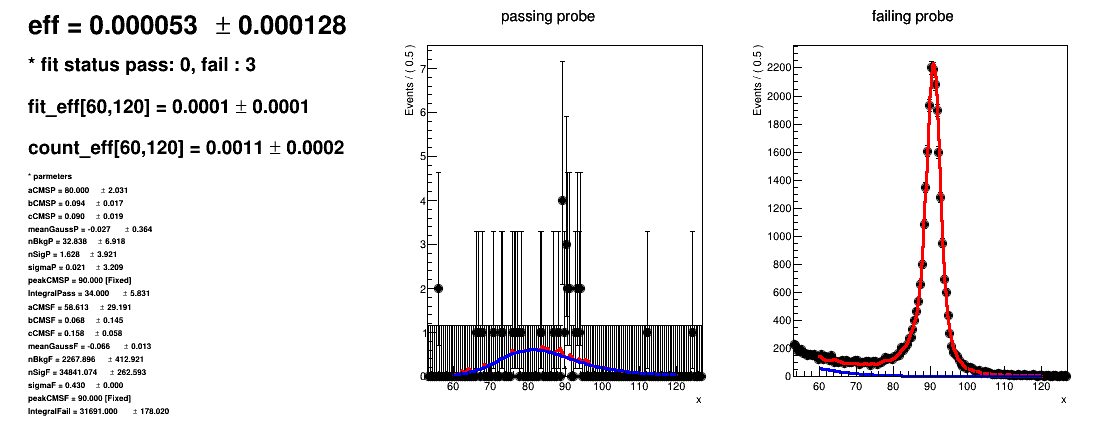 eff = 0.000053 ± 0.000128
* fit status pass: 0, fail : 3
fit_eff[60,120] = 0.0001 ± 0.0001
count_eff[60,120] = 0.0011 ± 0.0002
* parmeters
aCMSP = 80.000 ± 2.031
bCMSP = 0.094 ± 0.017
cCMSP = 0.090 ± 0.019
meanGaussP = -0.027 ± 0.364
nBkgP = 32.838 ± 6.918
nSigP = 1.628 ± 3.921
sigmaP = 0.021 ± 3.209
peakCMSP = 90.000 [Fixed]
IntegralPass = 34.000 ± 5.831
aCMSF = 58.613 ± 29.191
bCMSF = 0.068 ± 0.145
cCMSF = 0.158 ± 0.058
meanGaussF = -0.066 ± 0.013
nBkgF = 2267.896 ± 412.921
nSigF = 34841.074 ± 262.593
sigmaF = 0.430 ± 0.000
peakCMSF = 90.000 [Fixed]
IntegralFail = 31691.000 ± 178.020
passing probe
Events / ( 0.5 )
7
6
5
4
3
2
1
0
60 70 80 90 100 110 120
x
failing probe
Events / ( 0.5 )
2200
2000
1800
1600
1400
1200
1000
800
600
400
200
0
60 70 80 90 100 110 120
x